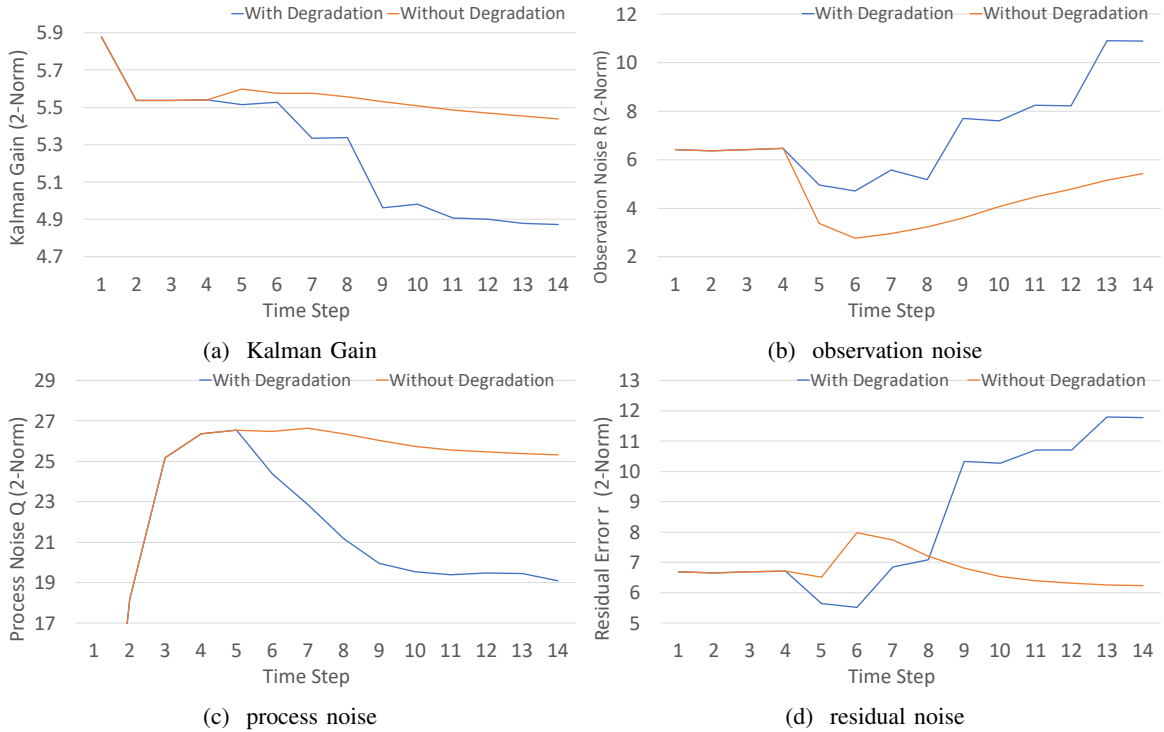 With Degradation Without Degradation
5.9
5.7
5.5
5.3
5.1
4.9
4.7
Kalman Gain (2-Norm)
1 2 3 4 5 6 7 8 9 10 11 12 13 14
Time Step
(a) Kalman Gain
With Degradation Without Degradation
12
10
8
6
4
2
Observation Noise R (2-Norm)
1 2 3 4 5 6 7 8 9 10 11 12 13 14
Time Step
(b) observation noise
With Degradation Without Degradation
29
27
25
23
21
19
17
Process Noise Q (2-Norm)
1 2 3 4 5 6 7 8 9 10 11 12 13 14
Time Step
(c) process noise
With Degradation Without Degradation
13
12
11
10
9
8
7
6
5
Residual Error r (2-Norm)
1 2 3 4 5 6 7 8 9 10 11 12 13 14
Time Step
(d) residual noise